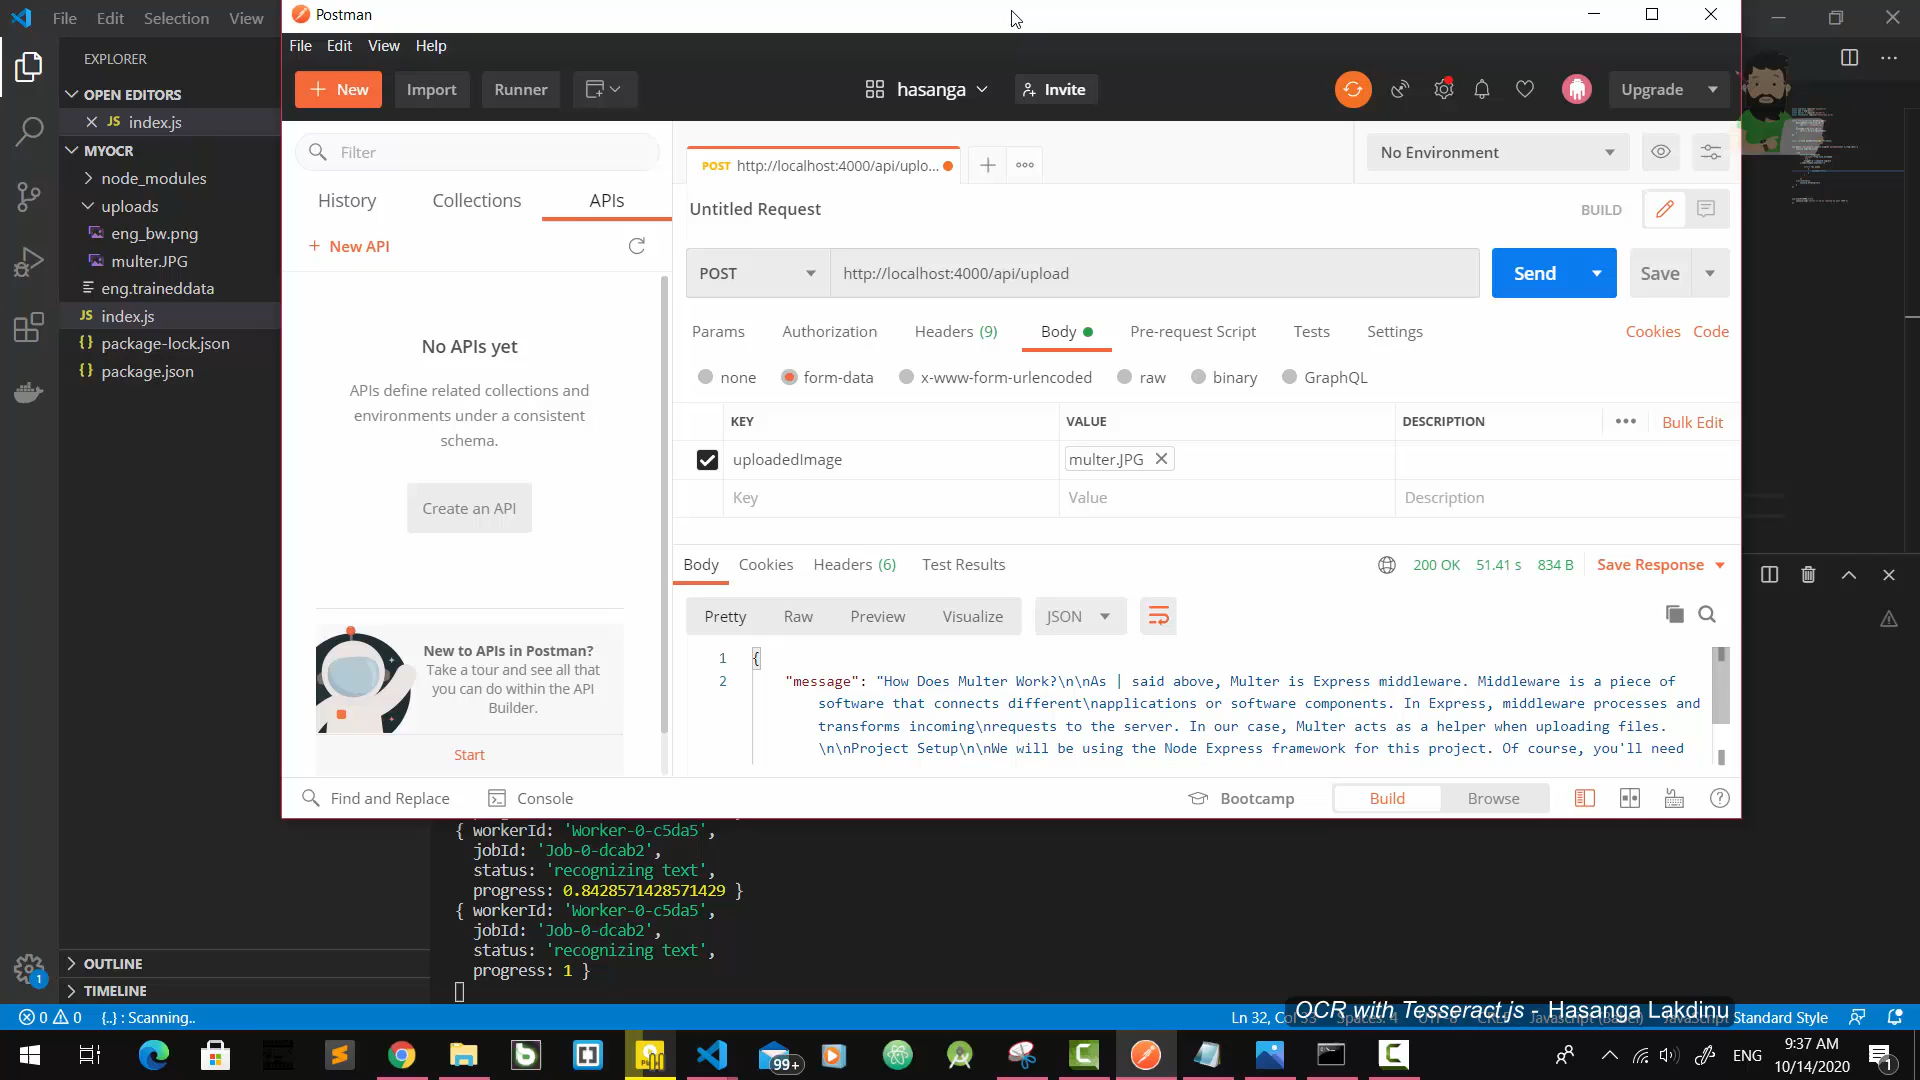 File Edit Selection View
EXPLORER
OPEN EDITORS
JS index.js
MYOCR
node_modules
uploads
eng_bw.png
multer.JPG
eng.traineddata
JS index.js
{} package-lock.json
{} package.json
OUTLINE
TIMELINE
Postman
File Edit View Help
+ New Import Runner hasanga Invite Upgrade
Filter
History Collections APIs
+ New API
No APIs yet
APIs define related collections and
environments under a consistent
schema.
Create an API
New to APIs in Postman?
Take a tour and see all that
you can do within the API
Builder.
Start
POST http://localhost:4000/api/uplo...
No Environment
Untitled Request BUILD
POST http://localhost:4000/api/upload Send Save
Params Authorization Headers (9) Body Pre-request Script Tests Settings Cookies Code
none form-data x-www-form-urlencoded raw binary GraphQL
KEY VALUE DESCRIPTION Bulk Edit
uploadedImage multer.JPG
Key Value Description
Body Cookies Headers (6) Test Results 200 OK 51.41 s 834 B Save Response
Pretty Raw Preview Visualize JSON
1 {
2 "message": "How Does Multer Work?\n\nAs | said above, Multer is Express middleware. Middleware is a piece of
software that connects different\napplications or software components. In Express, middleware processes and
transforms incoming\nrequests to the server. In our case, Multer acts as a helper when uploading files.
\n\nProject Setup\n\nWe will be using the Node Express framework for this project. Of course, you'll need
Find and Replace Console Bootcamp Build Browse
{ workerId: 'Worker-0-c5da5',
jobId: 'Job-0-dcab2',
status: 'recognizing text',
progress: 0.8428571428571429 }
{ workerId: 'Worker-0-c5da5',
jobId: 'Job-0-dcab2',
status: 'recognizing text',
progress: 1 }
OCR with Tesseract.js - Hasanga Lakdinu
0 0 {..} : Scanning.. Ln 32, Standard Style
1
99+
ENG
9:37 AM
10/14/2020
1